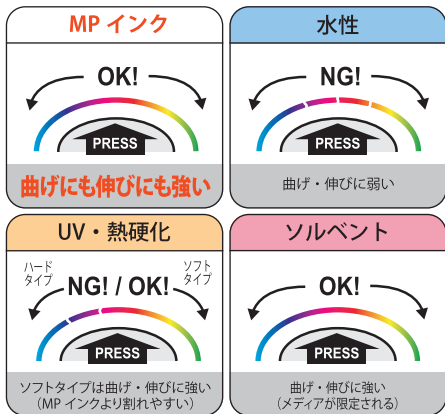 MP インク
OK!
PRESS
曲げにも伸びにも強い
水性
NG!
PRESS
曲げ・伸びに弱い
UV・熱硬化
ハード
タイプ
NG! / OK!
ソフト
タイプ
PRESS
ソフトタイプは曲げ・伸びに強い
(MP インクより割れやすい)
ソルベント
OK!
PRESS
曲げ・伸びに強い
(メディアが限定される)